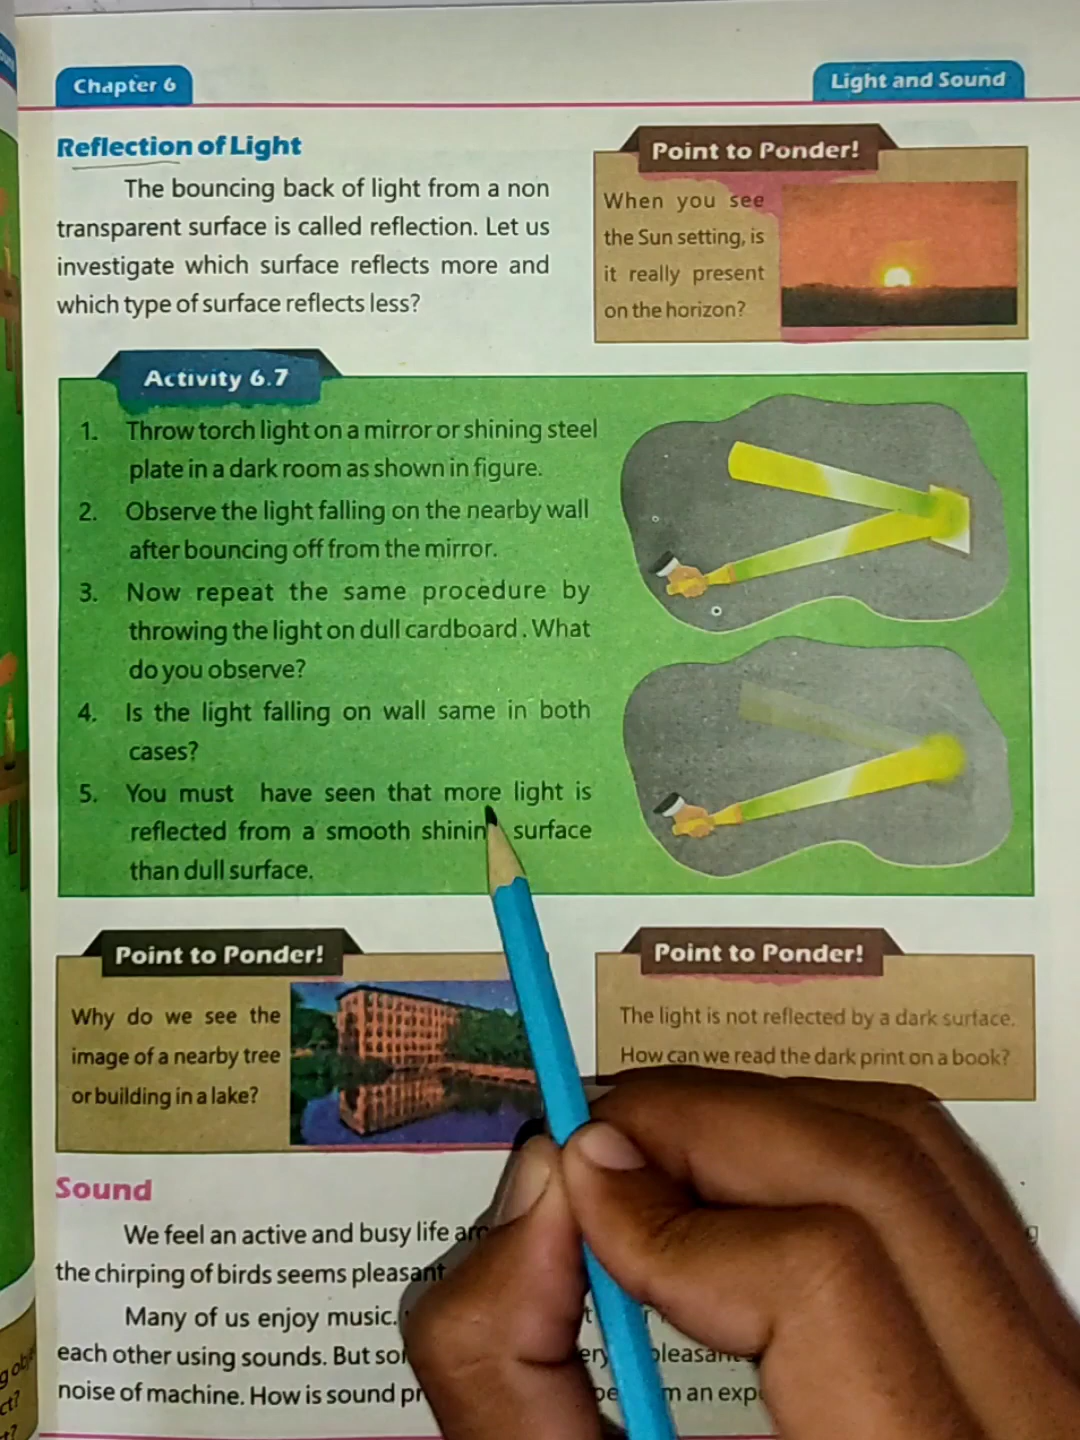 Chapter 6
Light and Sound
Reflection of Light
The bouncing back of light from a non
transparent surface is called reflection. Let us
investigate which surface reflects more and
which type of surface reflects less?
Point to Ponder!
When you see
the Sun setting, is
it really present
on the horizon?
Activity 6.7
1. Throw torch light on a mirror or shining steel
plate in a dark room as shown in figure.
2. Observe the light falling on the nearby wall
after bouncing off from the mirror.
3. Now repeat the same procedure by
throwing the light on dull cardboard. What
do you observe?
4. Is the light falling on wall same in both
cases?
5. You must have seen that more light is
reflected from a smooth shinin surface
than dull surface.
Point to Ponder!
Why do we see the
image of a nearby tree
or building in a lake?
Point to Ponder!
The light is not reflected by a dark surface.
How can we read the dark print on a book?
Sound
We feel an active and busy life
the chirping of birds seems pleasant
Many of us enjoy music.
each other using sounds. But
noise of machine. How is sound an